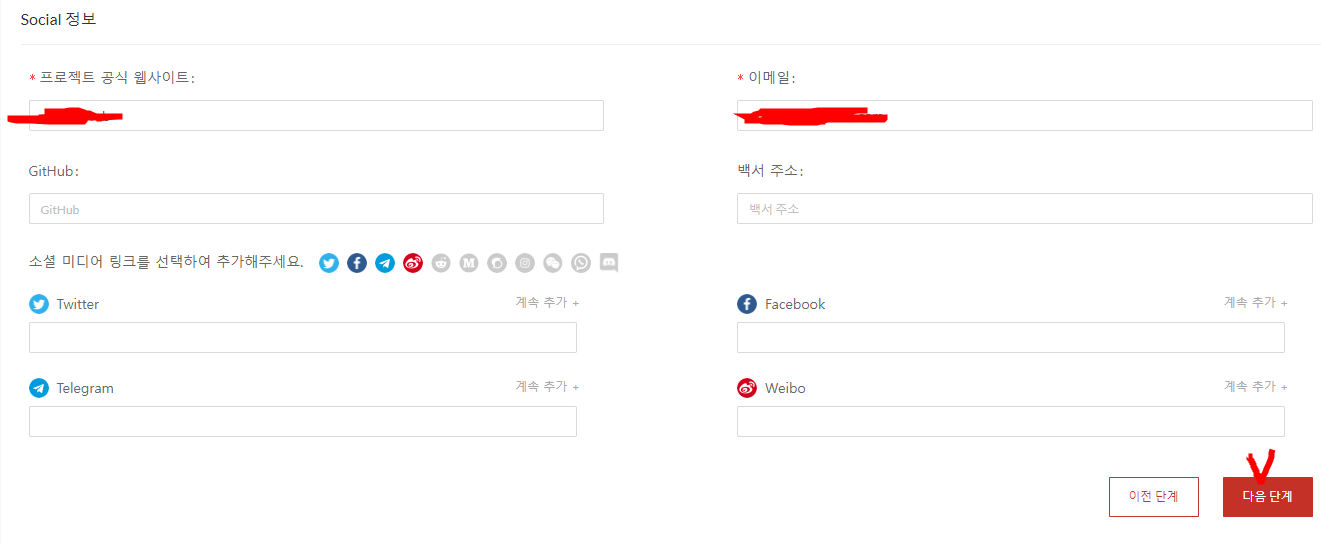 Social 정보
* 프로젝트 공식 웹사이트:
* 이메일:
GitHub:
백서 주소:
GitHub
백서 주소
소셜 미디어 링크를 선택하여 추가해주세요.
Twitter
계속 추가 +
Facebook
계속 추가 +
Telegram
계속 추가 +
Weibo
계속 추가 +
이전 단계
다음 단계